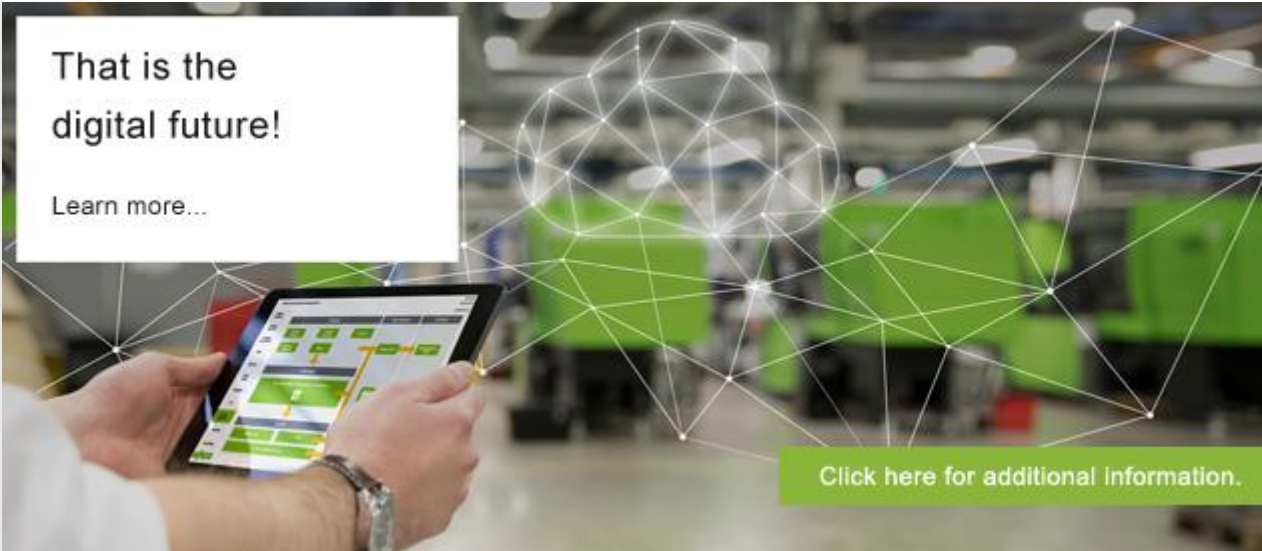 That is the
digital future!
Learn more...
Click here for additional information.